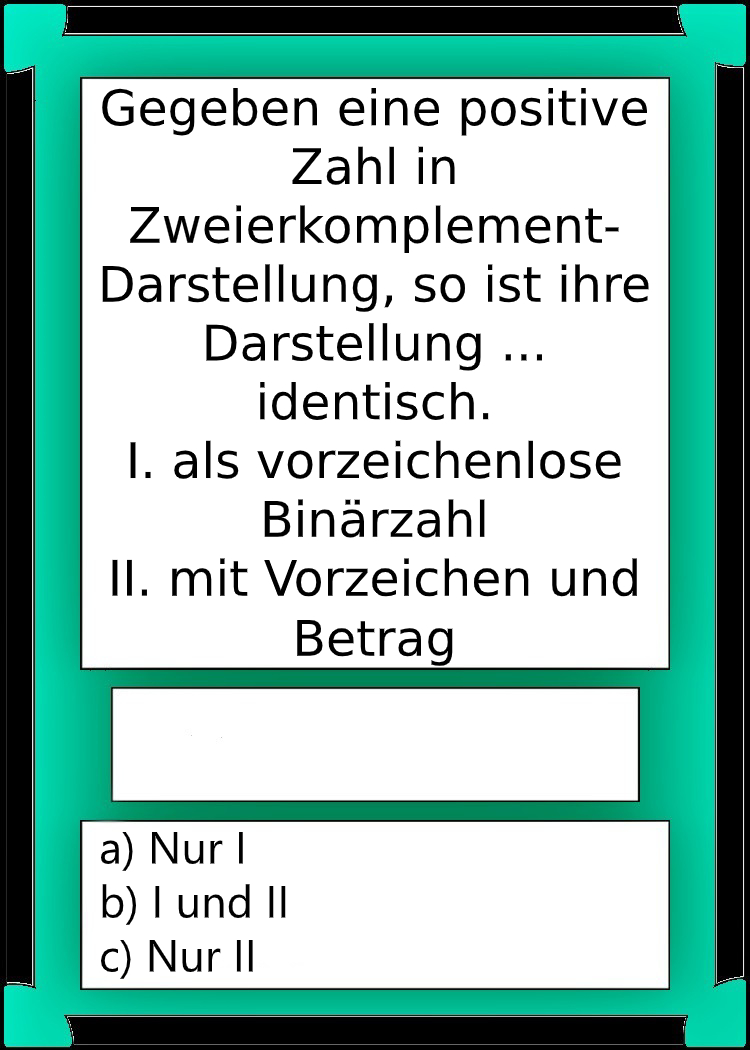 Gegeben eine positive
Zahl in
Zweierkomplement-
Darstellung, so ist ihre
Darstellung ...
identisch.
I. als vorzeichenlose
Binärzahl
II. mit Vorzeichen und
Betrag
a) Nur I
b) I und II
c) Nur II